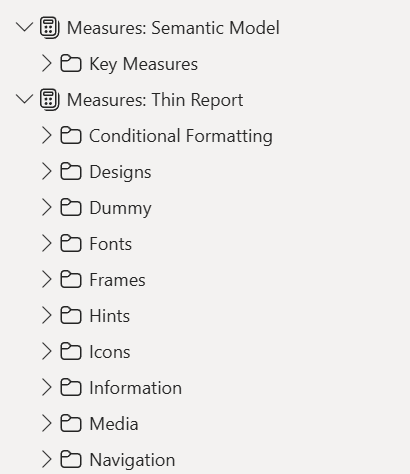 Measures: Semantic Model
Key Measures
Measures: Thin Report
Conditional Formatting
Designs
Dummy
Fonts
Frames
Hints
Icons
Information
Media
Navigation